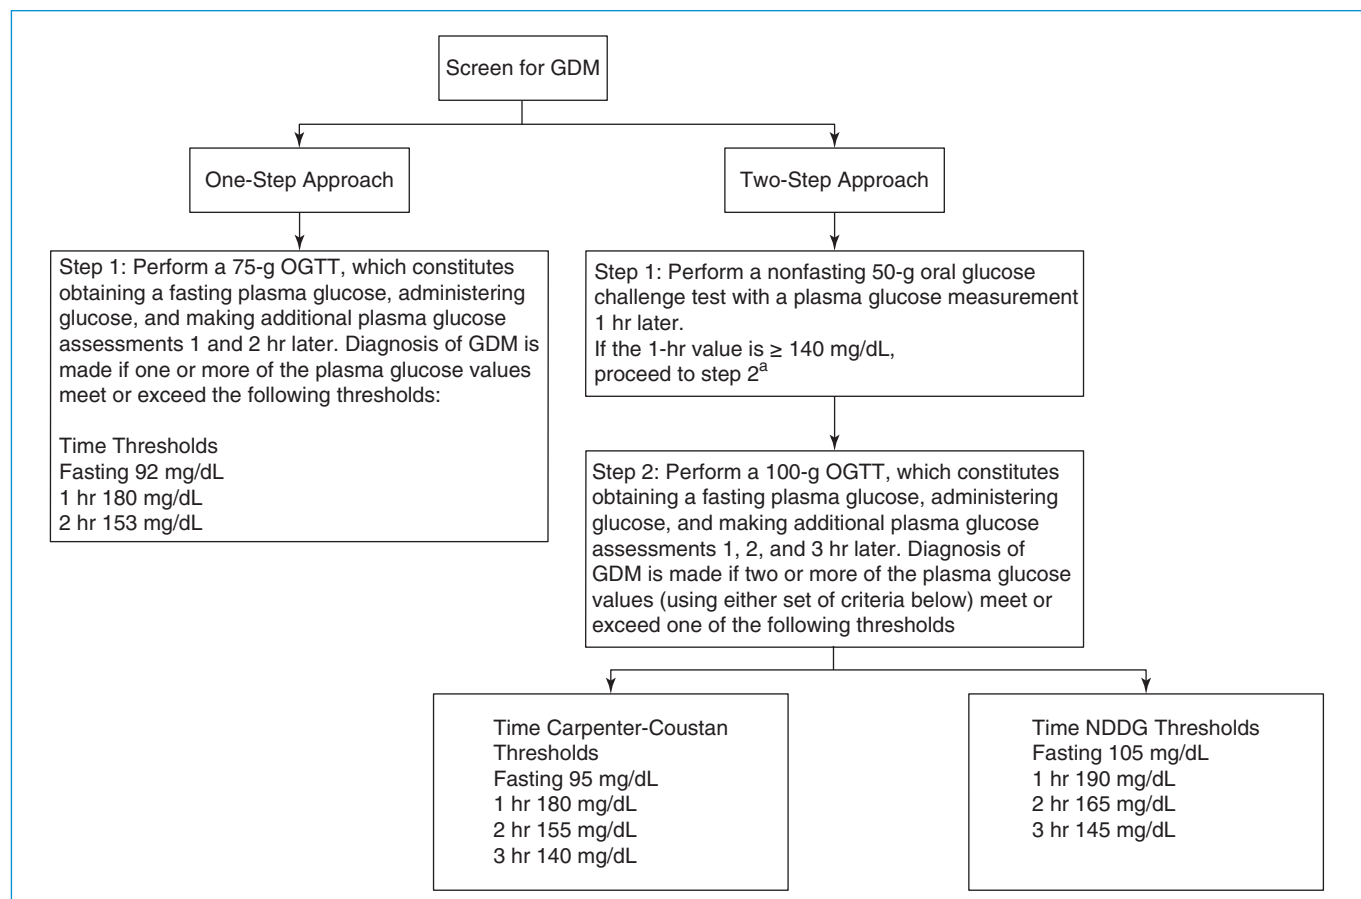 Screen for GDM
One-Step Approach
Two-Step Approach
Step 1: Perform a 75-g OGTT, which constitutes
obtaining a fasting plasma glucose, administering
glucose, and making additional plasma glucose
assessments 1 and 2 hr later. Diagnosis of GDM is
made if one or more of the plasma glucose values
meet or exceed the following thresholds:
Time Thresholds
Fasting 92 mg/dL
1 hr 180 mg/dL
2 hr 153 mg/dL
Step 1: Perform a nonfasting 50-g oral glucose
challenge test with a plasma glucose measurement
1 hr later.
If the 1-hr value is ≥ 140 mg/dL,
proceed to step 2ᵃ
Step 2: Perform a 100-g OGTT, which constitutes
obtaining a fasting plasma glucose, administering
glucose, and making additional plasma glucose
assessments 1, 2, and 3 hr later. Diagnosis of
GDM is made if two or more of the plasma glucose
values (using either set of criteria below) meet or
exceed one of the following thresholds
Time Carpenter-Coustan
Thresholds
Fasting 95 mg/dL
1 hr 180 mg/dL
2 hr 155 mg/dL
3 hr 140 mg/dL
Time NDDG Thresholds
Fasting 105 mg/dL
1 hr 190 mg/dL
2 hr 165 mg/dL
3 hr 145 mg/dL